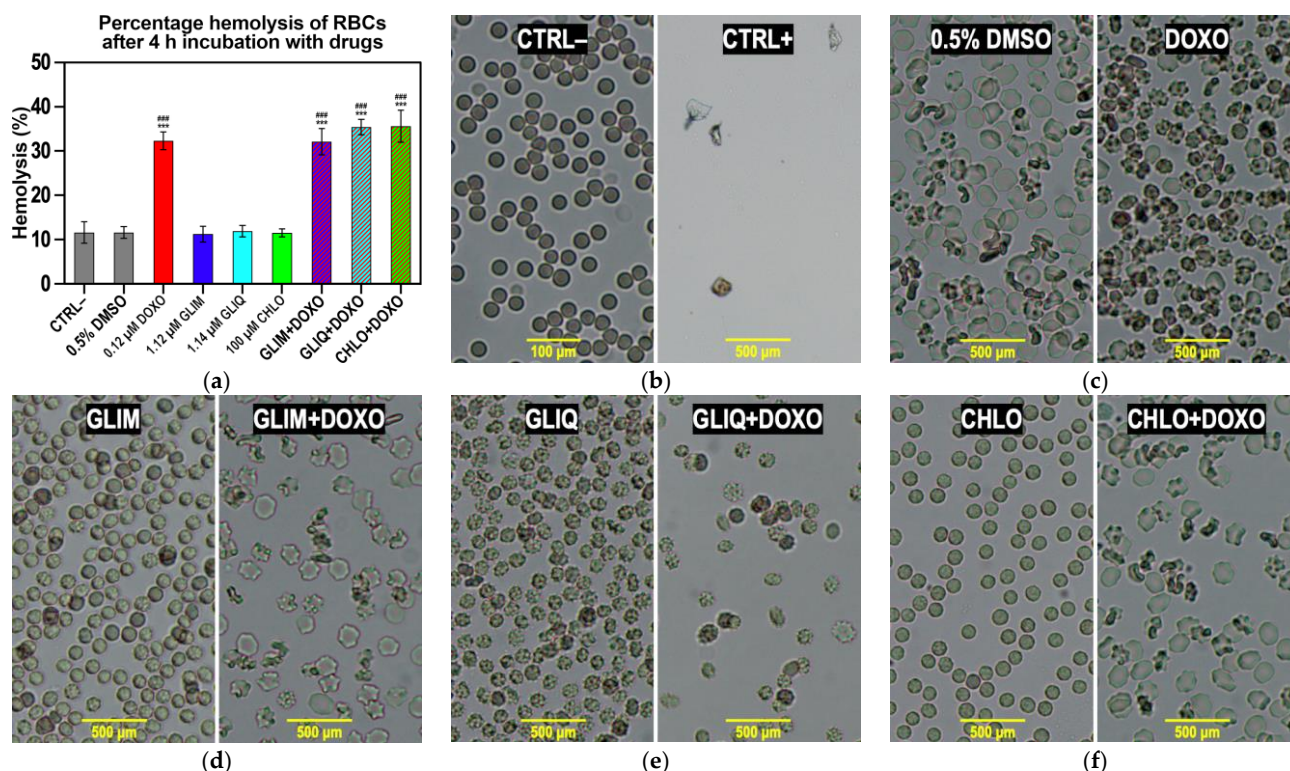 Percentage hemolysis of RBCs
after 4 h incubation with drugs
Hemolysis (%)
50
40
30
20
10
0
###
***
###
***
###
***
###
***
CTRL–
0.5% DMSO
0.12 µM DOXO
1.12 µM GLIM
1.14 µM GLIQ
100 µM CHLO
GLIM+DOXO
GLIQ+DOXO
CHLO+DOXO
(a)
CTRL–
CTRL+
100 µm
500 µm
(b)
0.5% DMSO
DOXO
500 µm
500 µm
(c)
GLIM
GLIM+DOXO
500 µm
500 µm
(d)
GLIQ
GLIQ+DOXO
500 µm
500 µm
(e)
CHLO
CHLO+DOXO
500 µm
500 µm
(f)